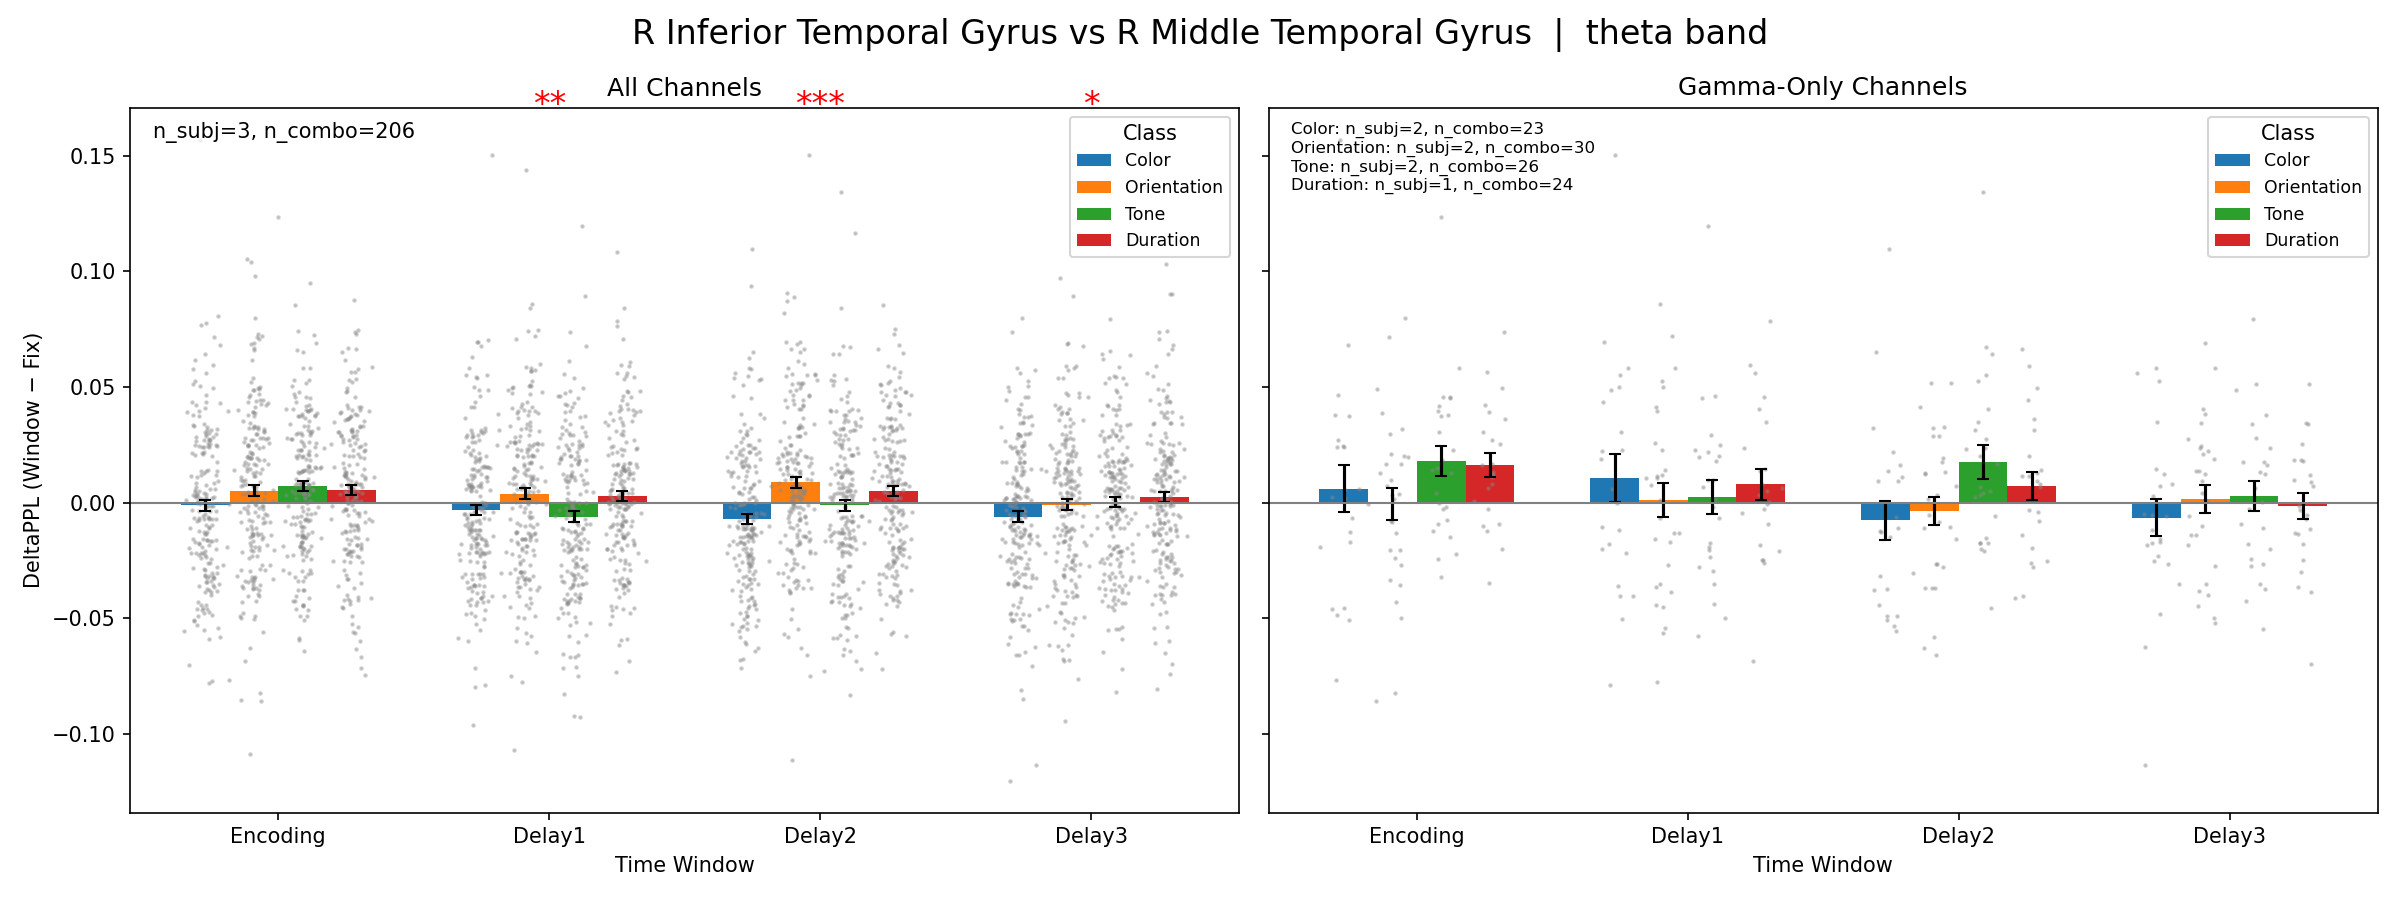 R Inferior Temporal Gyrus vs R Middle Temporal Gyrus | theta band
All Channels
** *** *
n_subj=3, n_combo=206
Class
Color
Orientation
Tone
Duration
0.15
0.10
0.05
0.00
−0.05
−0.10
DeltaPPL (Window − Fix)
Encoding Delay1 Delay2 Delay3
Time Window
Gamma-Only Channels
Color: n_subj=2, n_combo=23
Orientation: n_subj=2, n_combo=30
Tone: n_subj=2, n_combo=26
Duration: n_subj=1, n_combo=24
Class
Color
Orientation
Tone
Duration
Encoding Delay1 Delay2 Delay3
Time Window